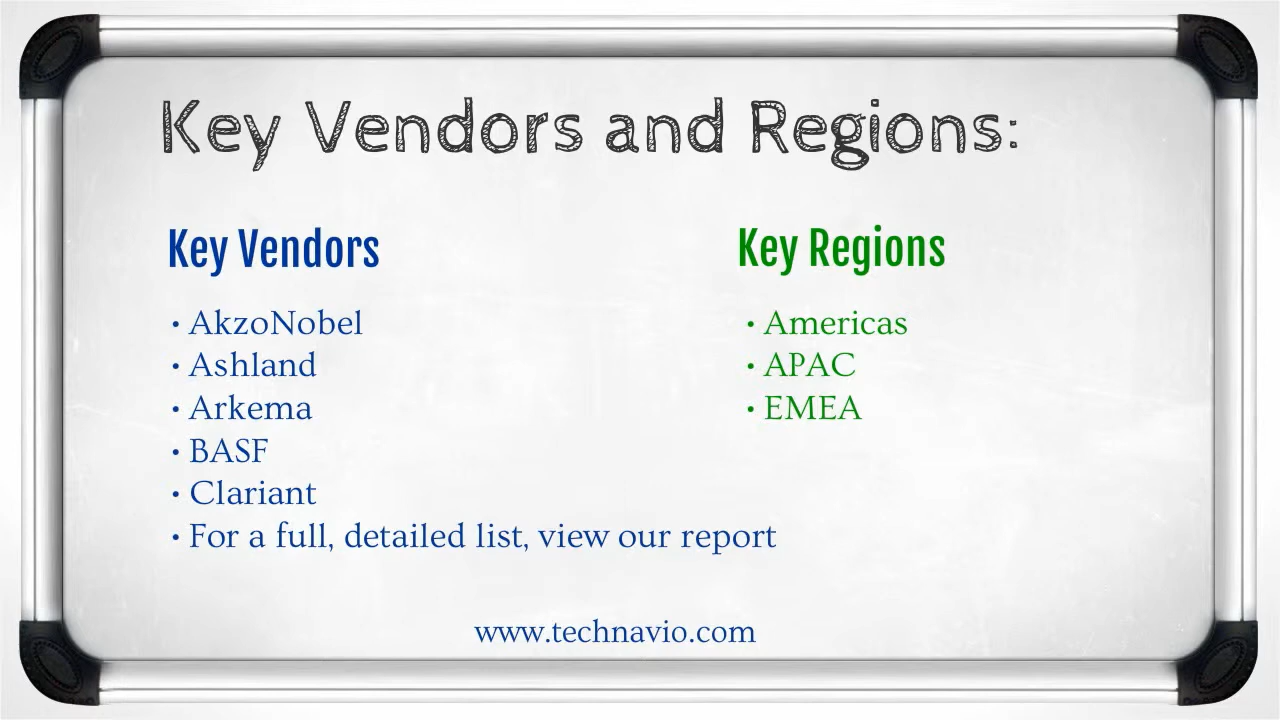 Key Vendors and Regions:
Key Vendors
• AkzoNobel
• Ashland
• Arkema
• BASF
• Clariant
• For a full, detailed list, view our report
Key Regions
• Americas
• APAC
• EMEA
www.technavio.com